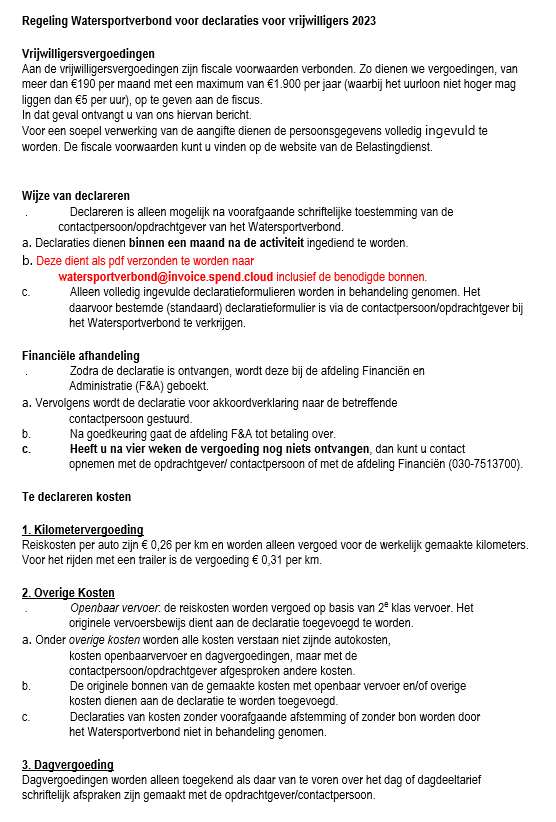 Regeling Watersportverbond voor declaraties voor vrijwilligers 2023
Vrijwilligersvergoedingen
Aan de vrijwilligersvergoedingen zijn fiscale voorwaarden verbonden. Zo dienen we vergoedingen, van
meer dan €190 per maand met een maximum van €1.900 per jaar (waarbij het uurloon niet hoger mag
liggen dan €5 per uur), op te geven aan de fiscus.
In dat geval ontvangt u van ons hiervan bericht.
Voor een soepel verwerking van de aangifte dienen de persoonsgegevens volledig ingevuld te
worden. De fiscale voorwaarden kunt u vinden op de website van de Belastingdienst.
Wijze van declareren
. Declareren is alleen mogelijk na voorafgaande schriftelijke toestemming van de
contactpersoon/opdrachtgever van het Watersportverbond.
a. Declaraties dienen binnen een maand na de activiteit ingediend te worden.
b. Deze dient als pdf verzonden te worden naar
watersportverbond@invoice.spend.cloud inclusief de benodigde bonnen.
c. Alleen volledig ingevulde declaratieformulieren worden in behandeling genomen. Het
daarvoor bestemde (standaard) declaratieformulier is via de contactpersoon/opdrachtgever bij
het Watersportverbond te verkrijgen.
Financiële afhandeling
. Zodra de declaratie is ontvangen, wordt deze bij de afdeling Financiën en
Administratie (F&A) geboekt.
a. Vervolgens wordt de declaratie voor akkoordverklaring naar de betreffende
contactpersoon gestuurd.
b. Na goedkeuring gaat de afdeling F&A tot betaling over.
c. Heeft u na vier weken de vergoeding nog niets ontvangen, dan kunt u contact
opnemen met de opdrachtgever/ contactpersoon of met de afdeling Financiën (030-7513700).
Te declareren kosten
1. Kilometervergoeding
Reiskosten per auto zijn € 0,26 per km en worden alleen vergoed voor de werkelijk gemaakte kilometers.
Voor het rijden met een trailer is de vergoeding € 0,31 per km.
2. Overige Kosten
. Openbaar vervoer: de reiskosten worden vergoed op basis van 2e klas vervoer. Het
originele vervoersbewijs dient aan de declaratie toegevoegd te worden.
a. Onder overige kosten worden alle kosten verstaan niet zijnde autokosten,
kosten openbaarvervoer en dagvergoedingen, maar met de
contactpersoon/opdrachtgever afgesproken andere kosten.
b. De originele bonnen van de gemaakte kosten met openbaar vervoer en/of overige
kosten dienen aan de declaratie te worden toegevoegd.
c. Declaraties van kosten zonder voorafgaande afstemming of zonder bon worden door
het Watersportverbond niet in behandeling genomen.
3. Dagvergoeding
Dagvergoedingen worden alleen toegekend als daar van te voren over het dag of dagdeeltarief
schriftelijk afspraken zijn gemaakt met de opdrachtgever/contactpersoon.